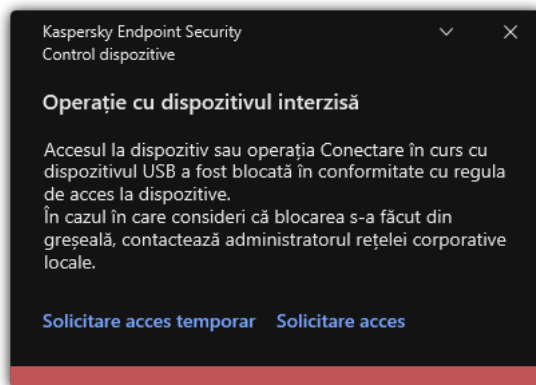 Kaspersky Endpoint Security
Control dispozitive
Operație cu dispozitivul interzisă
Accesul la dispozitiv sau operația Conectare în curs cu
dispozitivul USB a fost blocată în conformitate cu regula
de acces la dispozitive.
În cazul în care consideri că blocarea s-a făcut din
greșeală, contactează administratorul rețelei corporative
locale.
Solicitare acces temporar Solicitare acces